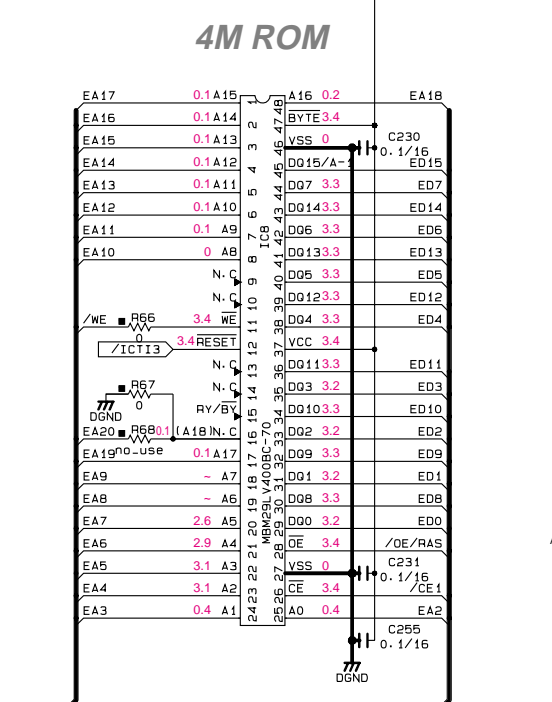 4M ROM
EA17 0.1 A15 1 48 A16 0.2 EA18
EA16 0.1 A14 2 47 BYTE 3.4
EA15 0.1 A13 3 46 VSS 0 C230 0.1/16
EA14 0.1 A12 4 45 DQ15/A-1 ED15
EA13 0.1 A11 5 44 DQ7 3.3 ED7
EA12 0.1 A10 6 43 DQ14 3.3 ED14
EA11 0.1 A9 7 42 DQ6 3.3 ED6
EA10 0 A8 8 41 DQ13 3.3 ED13
N.C 9 40 DQ5 3.3 ED5
N.C 10 39 DQ12 3.3 ED12
/WE R66 0 3.4 WE 11 38 DQ4 3.3 ED4
/ICTI3 3.4 RESET 12 37 VCC 3.4
N.C 13 36 DQ11 3.3 ED11
N.C 14 35 DQ3 3.2 ED3
R67 0 DGND RY/BY 15 34 DQ10 3.3 ED10
EA20 R68 no_use 0.1 (A18)N.C 16 33 DQ2 3.2 ED2
EA19 0.1 A17 17 32 DQ9 3.3 ED9
EA9 ~ A7 18 31 DQ1 3.2 ED1
EA8 ~ A6 19 30 DQ8 3.3 ED8
EA7 2.6 A5 20 29 DQ0 3.2 ED0
EA6 2.9 A4 21 28 OE 3.4 /OE/RAS
EA5 3.1 A3 22 27 VSS 0 C231 0.1/16
EA4 3.1 A2 23 26 CE 3.4 /CE1
EA3 0.4 A1 24 25 A0 0.4 EA2
IC8
MBM29LV400BC-70
C255
0.1/16
DGND